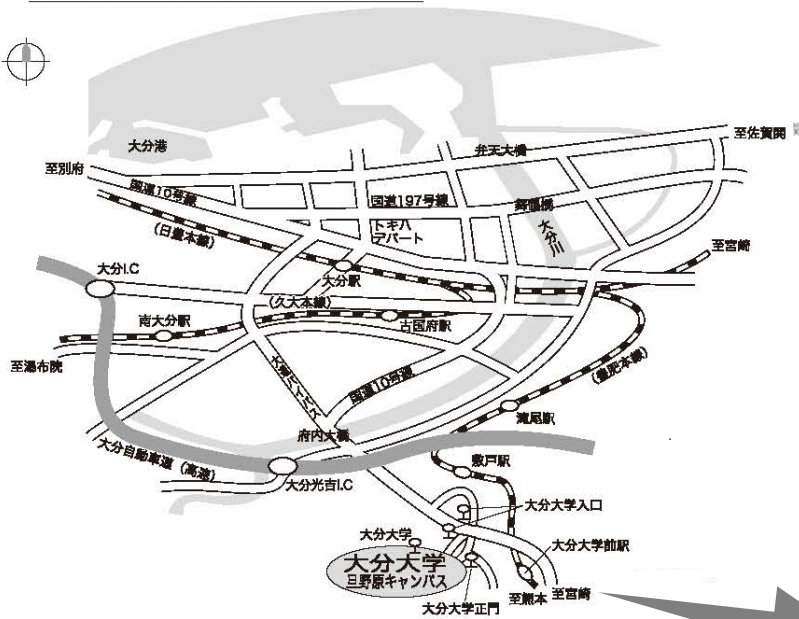 大分港
弁天大橋
至佐賀関
至別府
国道10号線
国道197号線
舞鶴橋
トキハ
デパート
(日豊本線)
大分川
至宮崎
大分I.C
大分駅
(久大本線)
南大分駅
古国府駅
至湯布院
大分バイパス
国道10号線
(豊肥本線)
滝尾駅
府内大橋
大分自動車道(高速)
敷戸駅
大分光吉I.C
大分大学入口
大分大学
大分大学前駅
大分大学
旦野原キャンパス
大分大学正門
至熊本
至宮崎